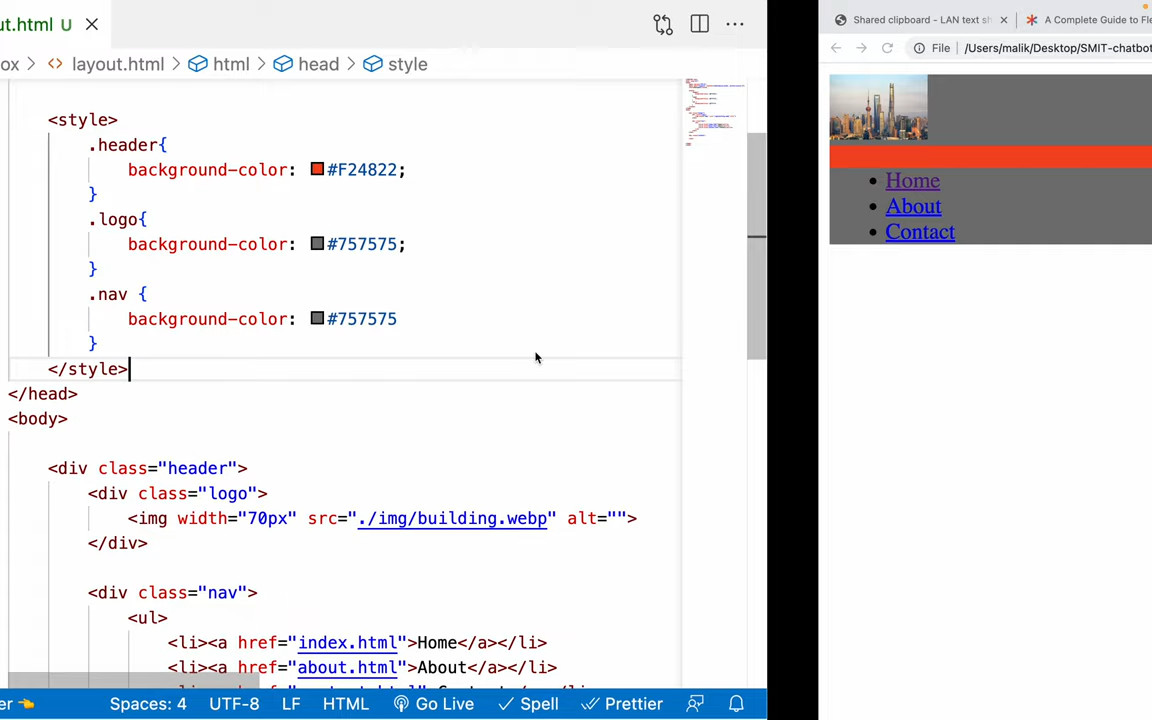 ut.html U
ox > layout.html > html > head > style
<style>
.header{
background-color: #F24822;
}
.logo{
background-color: #757575;
}
.nav {
background-color: #757575
}
</style>
</head>
<body>
<div class="header">
<div class="logo">
<img width="70px" src="./img/building.webp" alt="">
</div>
<div class="nav">
<ul>
<li><a href="index.html">Home</a></li>
<li><a href="about.html">About</a></li>
er Spaces: 4 UTF-8 LF HTML Go Live Spell Prettier
Shared clipboard - LAN text sh
A Complete Guide to Fle
File /Users/malik/Desktop/SMIT-chatbot
Home
About
Contact